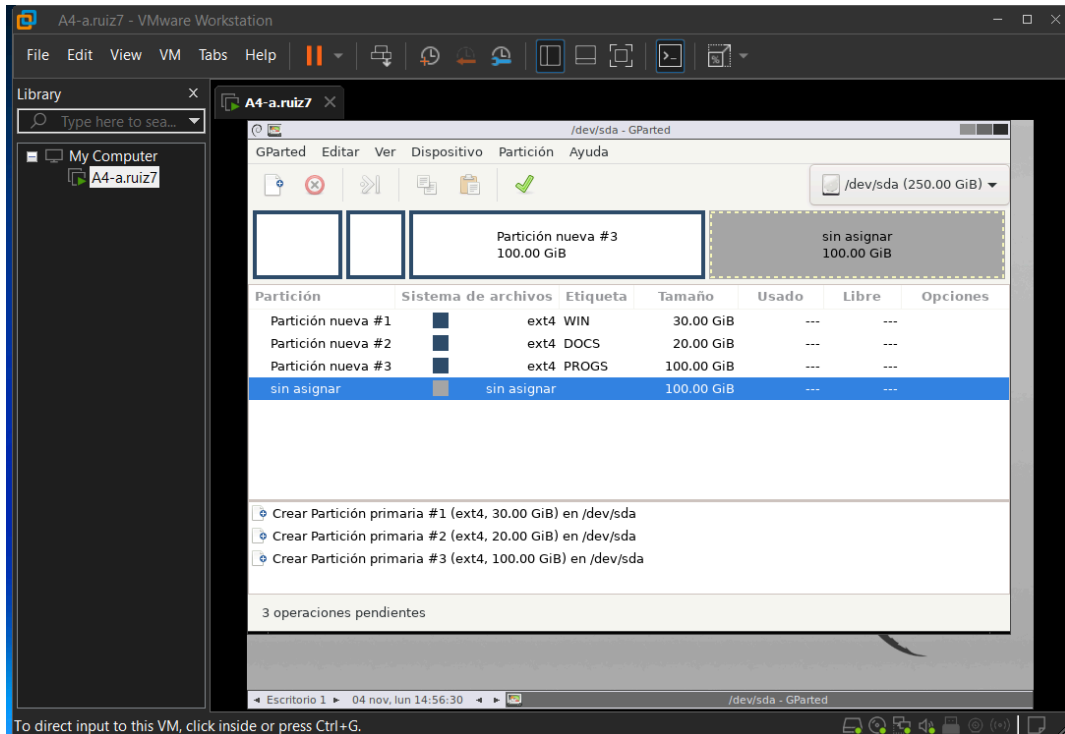 A4-a.ruiz7 - VMware Workstation
File Edit View VM Tabs Help
Library X
Type here to sea...
My Computer
A4-a.ruiz7
A4-a.ruiz7
/dev/sda - GParted
GParted Editar Ver Dispositivo Partición Ayuda
/dev/sda (250.00 GiB)
Partición nueva #3
100.00 GiB
sin asignar
100.00 GiB
Partición Sistema de archivos Etiqueta Tamaño Usado Libre Opciones
Partición nueva #1 ext4 WIN 30.00 GiB --- ---
Partición nueva #2 ext4 DOCS 20.00 GiB --- ---
Partición nueva #3 ext4 PROGS 100.00 GiB --- ---
sin asignar sin asignar 100.00 GiB --- ---
Crear Partición primaria #1 (ext4, 30.00 GiB) en /dev/sda
Crear Partición primaria #2 (ext4, 20.00 GiB) en /dev/sda
Crear Partición primaria #3 (ext4, 100.00 GiB) en /dev/sda
3 operaciones pendientes
Escritorio 1 04 nov, lun 14:56:30 /dev/sda - GParted
To direct input to this VM, click inside or press Ctrl+G.